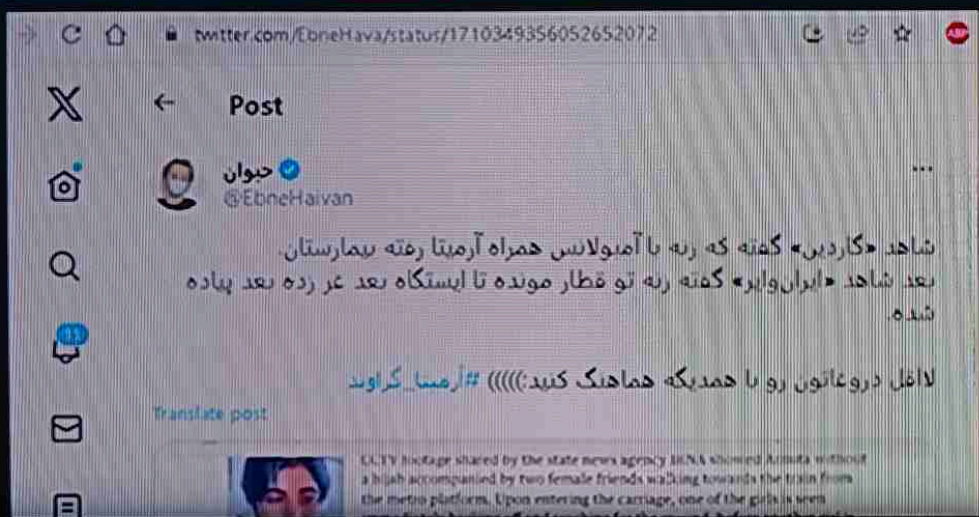 twitter.com/EbneHava/status/1710349356052652072
Post
حیوان
@EbneHaivan
شاهد «گاردین» گفته که زنه با آمبولانس همراه آرمیتا رفته بیمارستان.
بعد شاهد «ایران‌وایر» گفته زنه تو قطار مونده تا ایستگاه بعد غر زده بعد پیاده
شده.
لااقل دروغاتون رو با همدیگه هماهنگ کنید:))))) #آرمیتا_گراوند
Translate post
CCTV footage shared by the state news agency IRNA showed Armita without
a hijab accompanied by two female friends walking towards the train from
the metro platform. Upon entering the carriage, one of the girls is seen